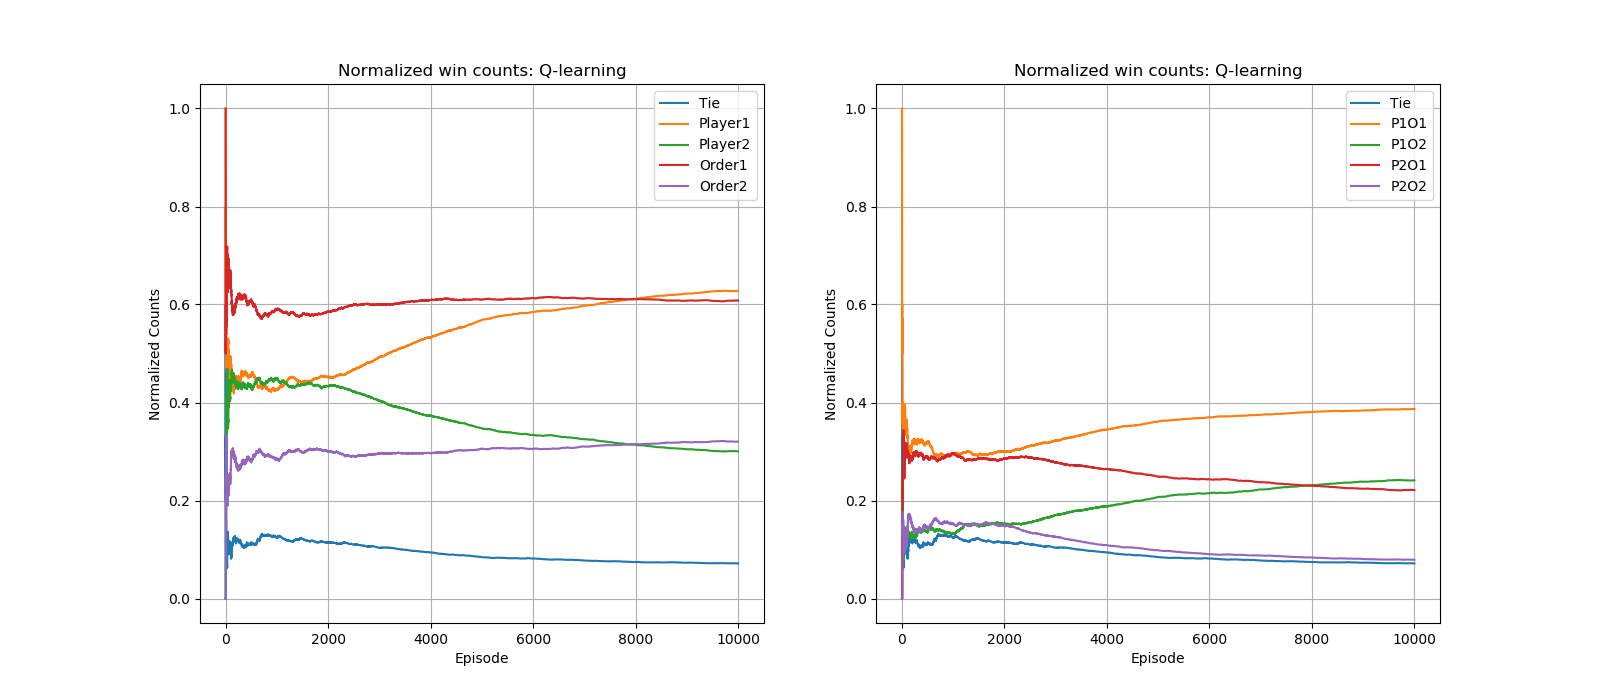 Normalized win counts: Q-learning
Normalized Counts
1.0
0.8
0.6
0.4
0.2
0.0
Tie
Player1
Player2
Order1
Order2
0 2000 4000 6000 8000 10000
Episode
Normalized win counts: Q-learning
Normalized Counts
1.0
0.8
0.6
0.4
0.2
0.0
Tie
P1O1
P1O2
P2O1
P2O2
0 2000 4000 6000 8000 10000
Episode